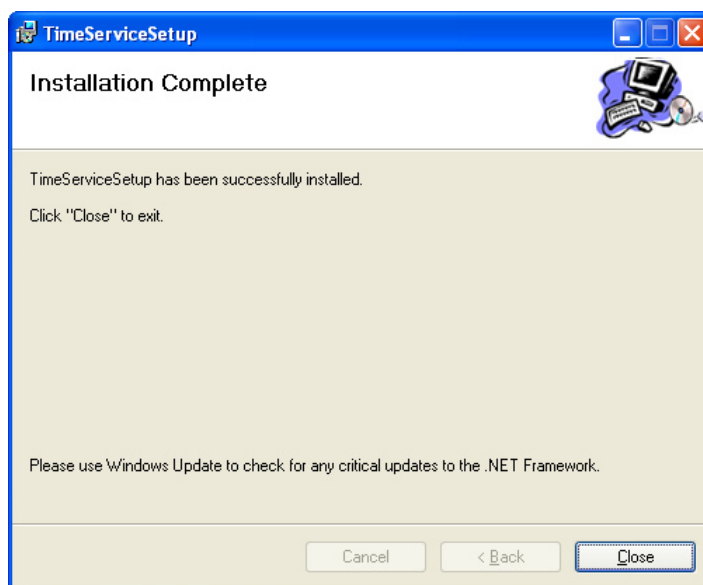 TimeServiceSetup
Installation Complete
TimeServiceSetup has been successfully installed.
Click "Close" to exit.
Please use Windows Update to check for any critical updates to the .NET Framework.
Cancel
< Back
Close